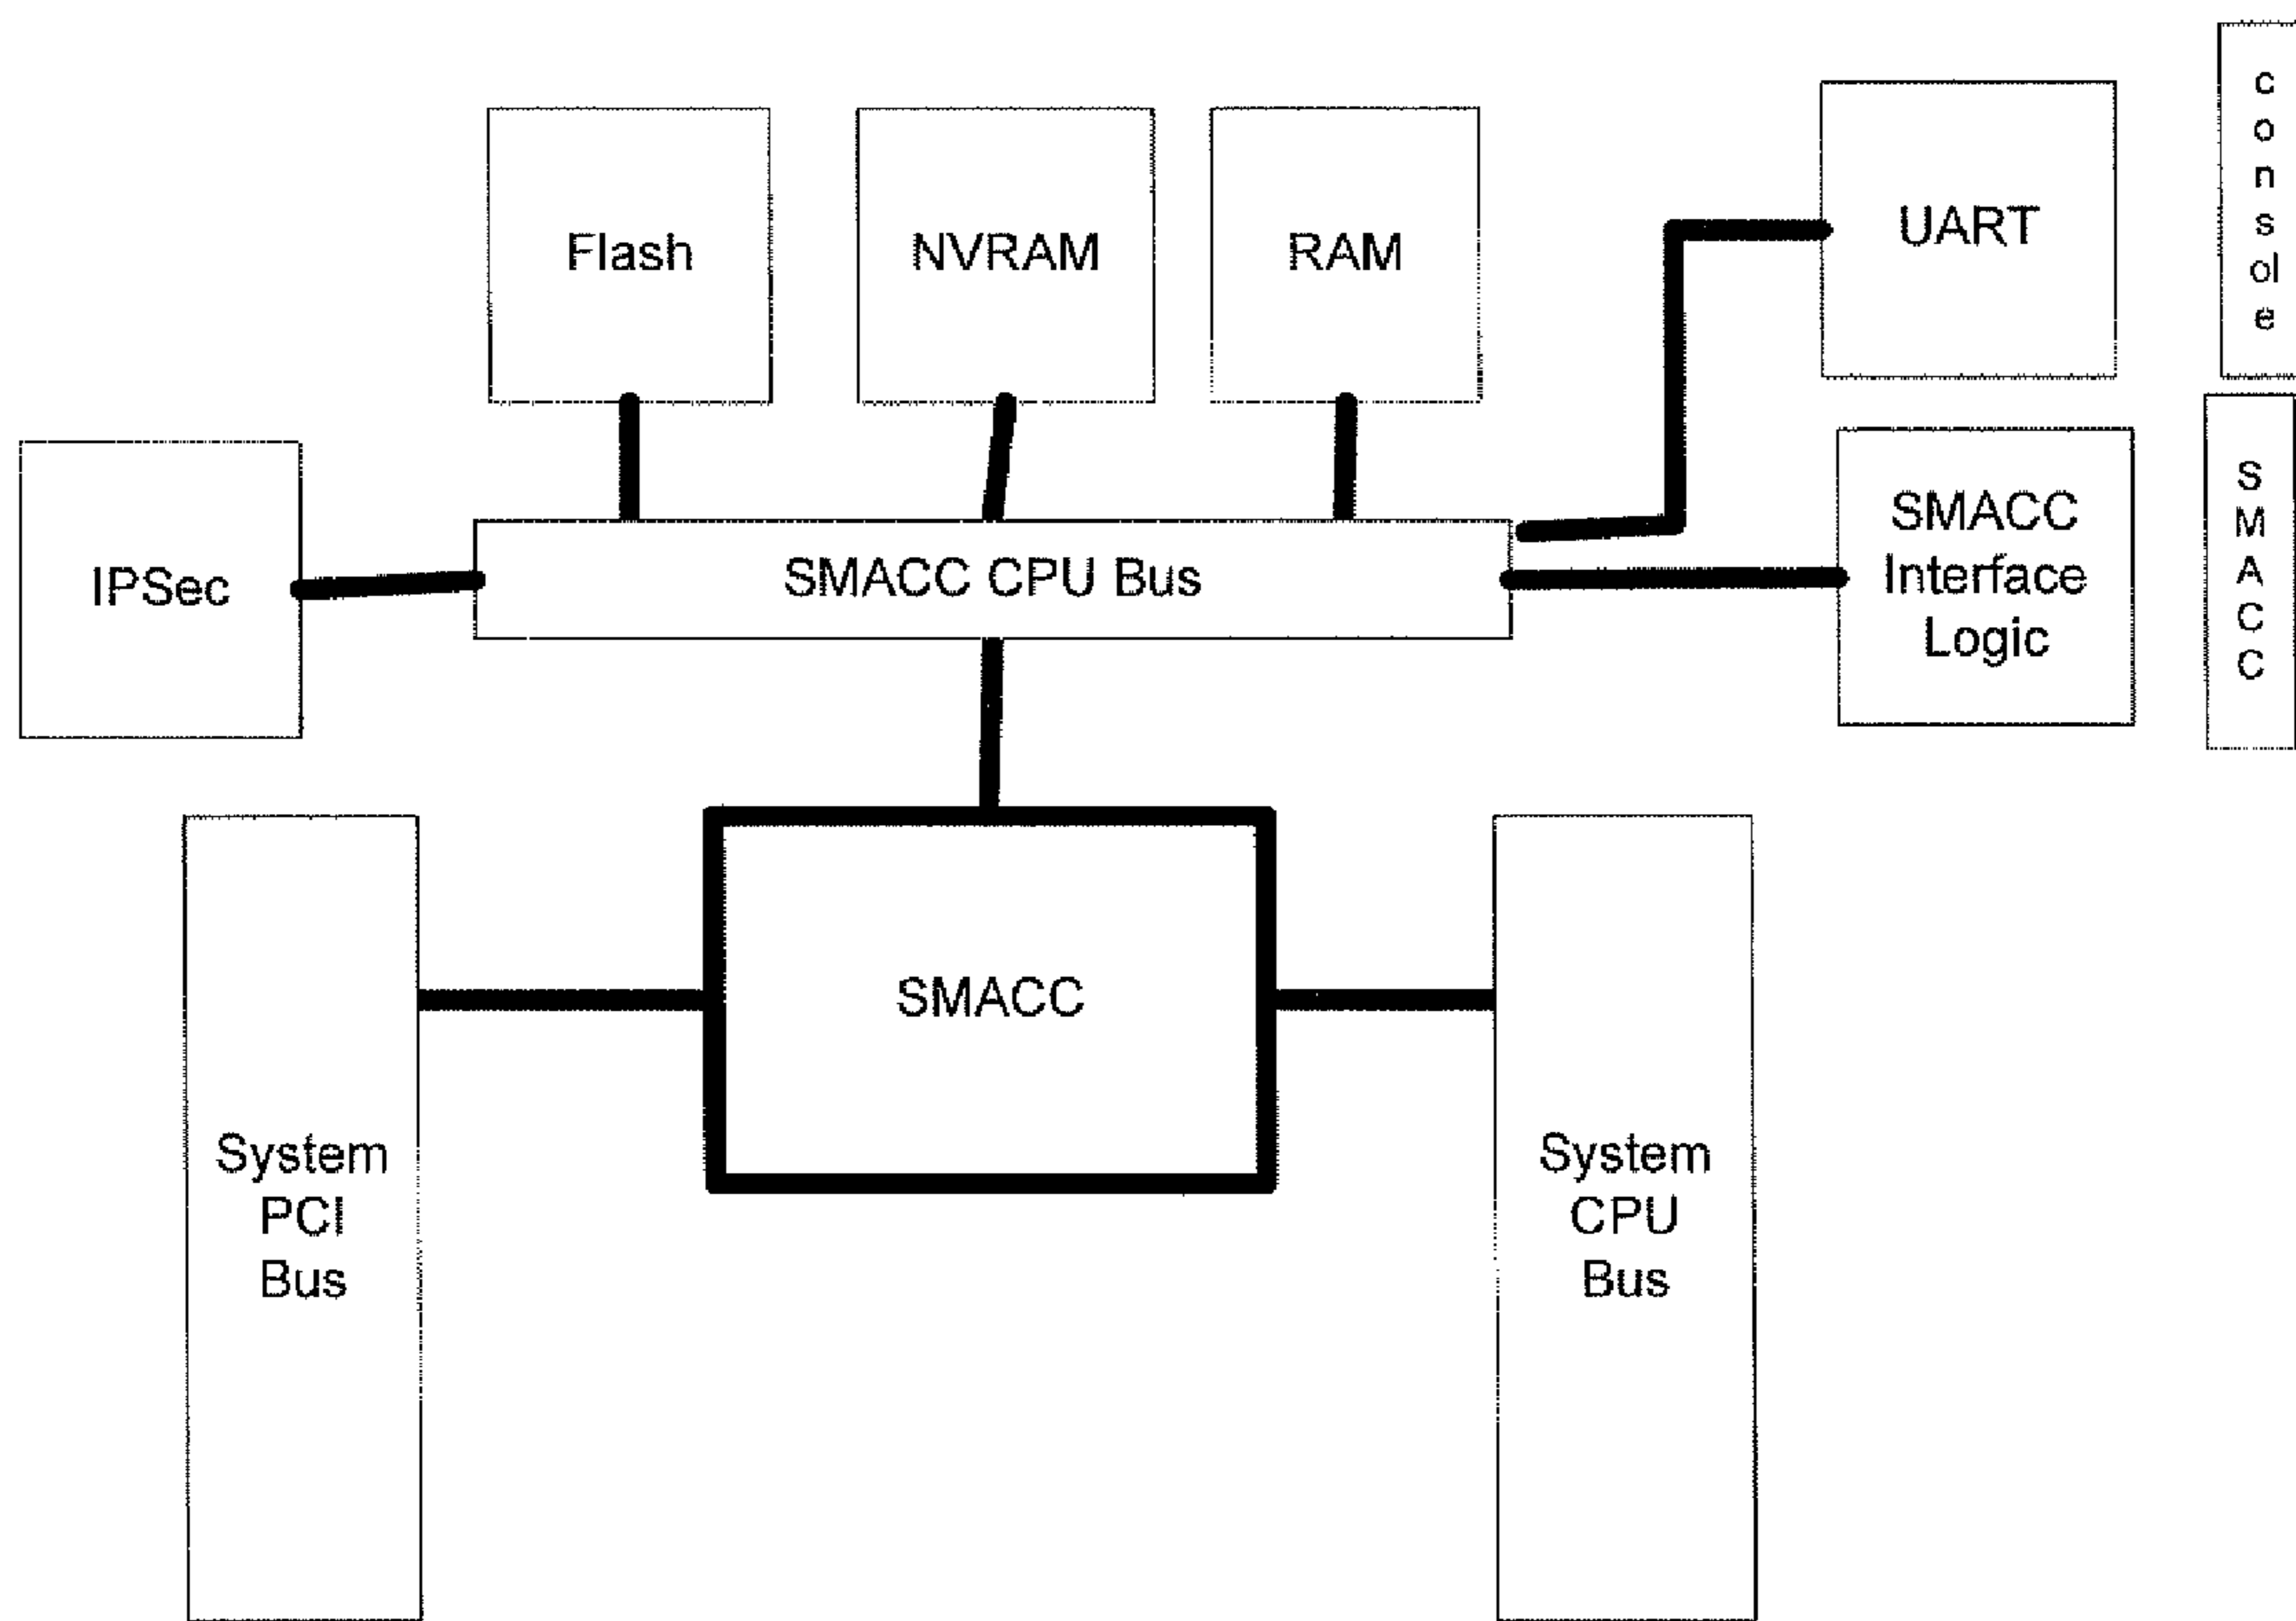 Flash
NVRAM
RAM
UART
c
o
n
s
ol
e
IPSec
SMACC CPU Bus
SMACC
Interface
Logic
S
M
A
C
C
SMACC
System
PCI
Bus
System
CPU
Bus